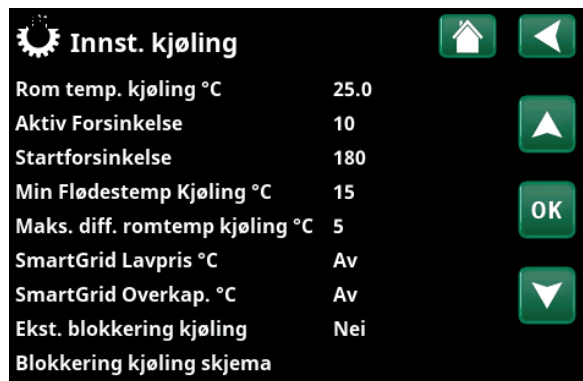 Innst. kjøling
Rom temp. kjøling °C 25.0
Aktiv Forsinkelse 10
Startforsinkelse 180
Min Flødestemp Kjøling °C 15
Maks. diff. romtemp kjøling °C 5
SmartGrid Lavpris °C Av
SmartGrid Overkap. °C Av
Ekst. blokkering kjøling Nei
Blokkering kjøling skjema
OK